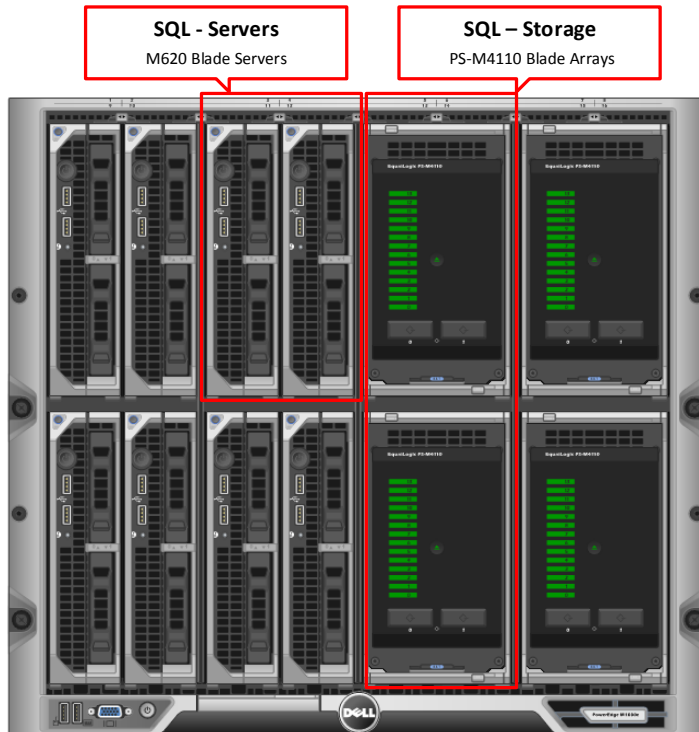 SQL - Servers
M620 Blade Servers
SQL – Storage
PS-M4110 Blade Arrays
EqualLogic PS-M4110
EqualLogic PS-M4110
EqualLogic PS-M4110
EqualLogic PS-M4110
DELL
PowerEdge M1000e